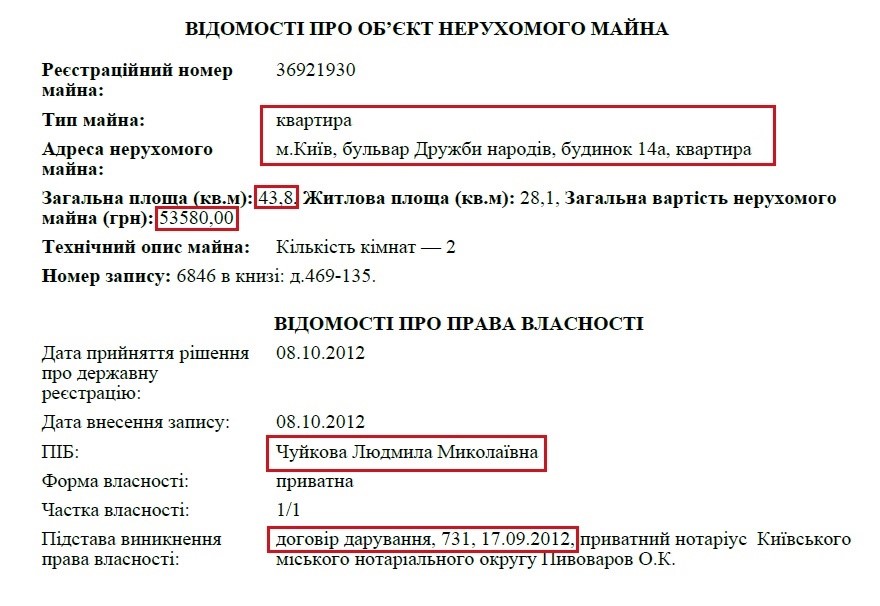 ВІДОМОСТІ ПРО ОБ’ЄКТ НЕРУХОМОГО МАЙНА
Реєстраційний номер майна: 36921930
Тип майна: квартира
Адреса нерухомого майна: м.Київ, бульвар Дружби народів, будинок 14а, квартира
Загальна площа (кв.м): 43,8, Житлова площа (кв.м): 28,1, Загальна вартість нерухомого
майна (грн): 53580,00
Технічний опис майна: Кількість кімнат — 2
Номер запису: 6846 в книзі: д.469-135.
ВІДОМОСТІ ПРО ПРАВА ВЛАСНОСТІ
Дата прийняття рішення про державну реєстрацію: 08.10.2012
Дата внесення запису: 08.10.2012
ПІБ: Чуйкова Людмила Миколаївна
Форма власності: приватна
Частка власності: 1/1
Підстава виникнення права власності: договір дарування, 731, 17.09.2012, приватний нотаріус Київського
міського нотаріального округу Пивоваров О.К.